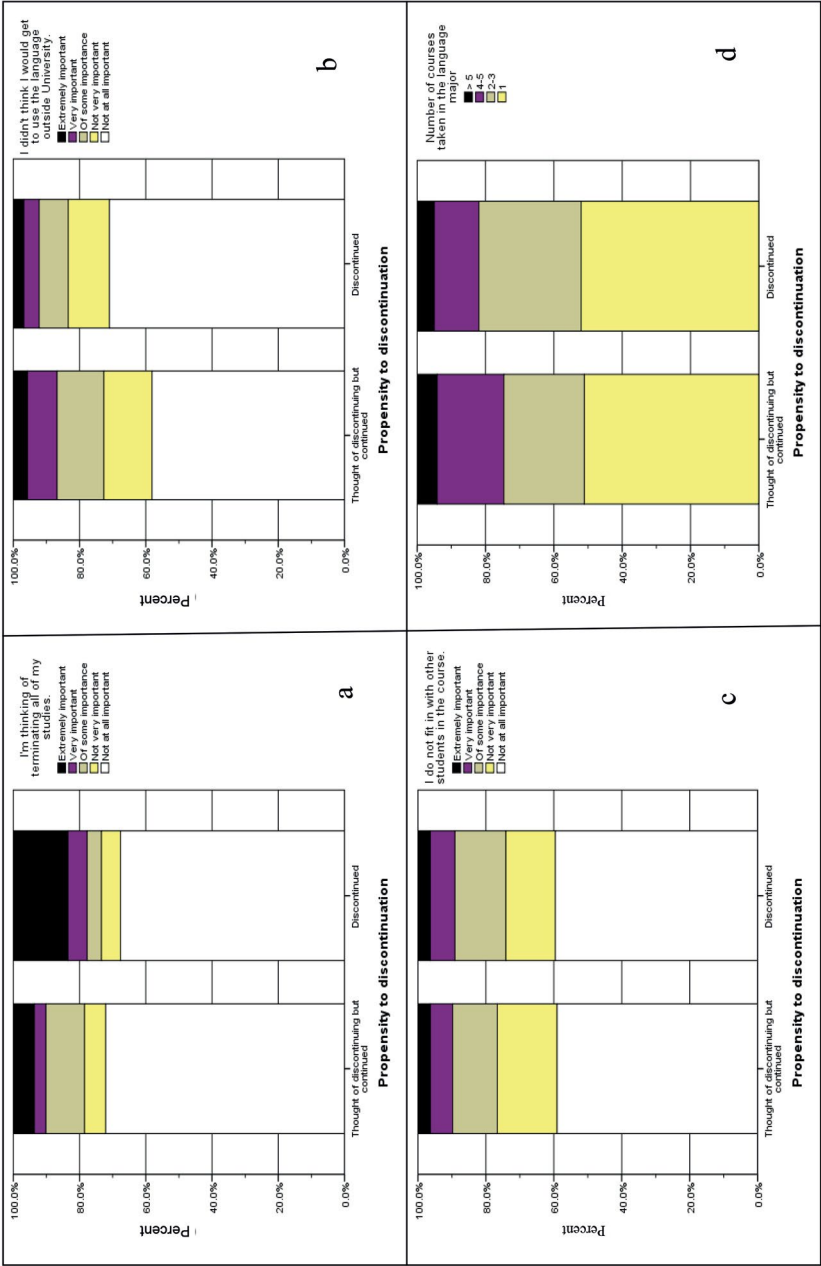 I'm thinking of
terminating all of my
studies.
Extremely important
Very important
Of some importance
Not very important
Not at all important
a
100.0%
80.0%
60.0%
40.0%
20.0%
0.0%
Percent
Thought of discontinuing but
continued
Discontinued
Propensity to discontinuation
I didn't think I would get
to use the language
outside University.
Extremely important
Very important
Of some importance
Not very important
Not at all important
b
100.0%
80.0%
60.0%
40.0%
20.0%
0.0%
Percent
Thought of discontinuing but
continued
Discontinued
Propensity to discontinuation
I do not fit in with other
students in the course.
Extremely important
Very important
Of some importance
Not very important
Not at all important
c
100.0%
80.0%
60.0%
40.0%
20.0%
0.0%
Percent
Thought of discontinuing but
continued
Discontinued
Propensity to discontinuation
Number of courses
taken in the language
major
> 5
4-5
2-3
1
d
100.0%
80.0%
60.0%
40.0%
20.0%
0.0%
Percent
Thought of discontinuing but
continued
Discontinued
Propensity to discontinuation